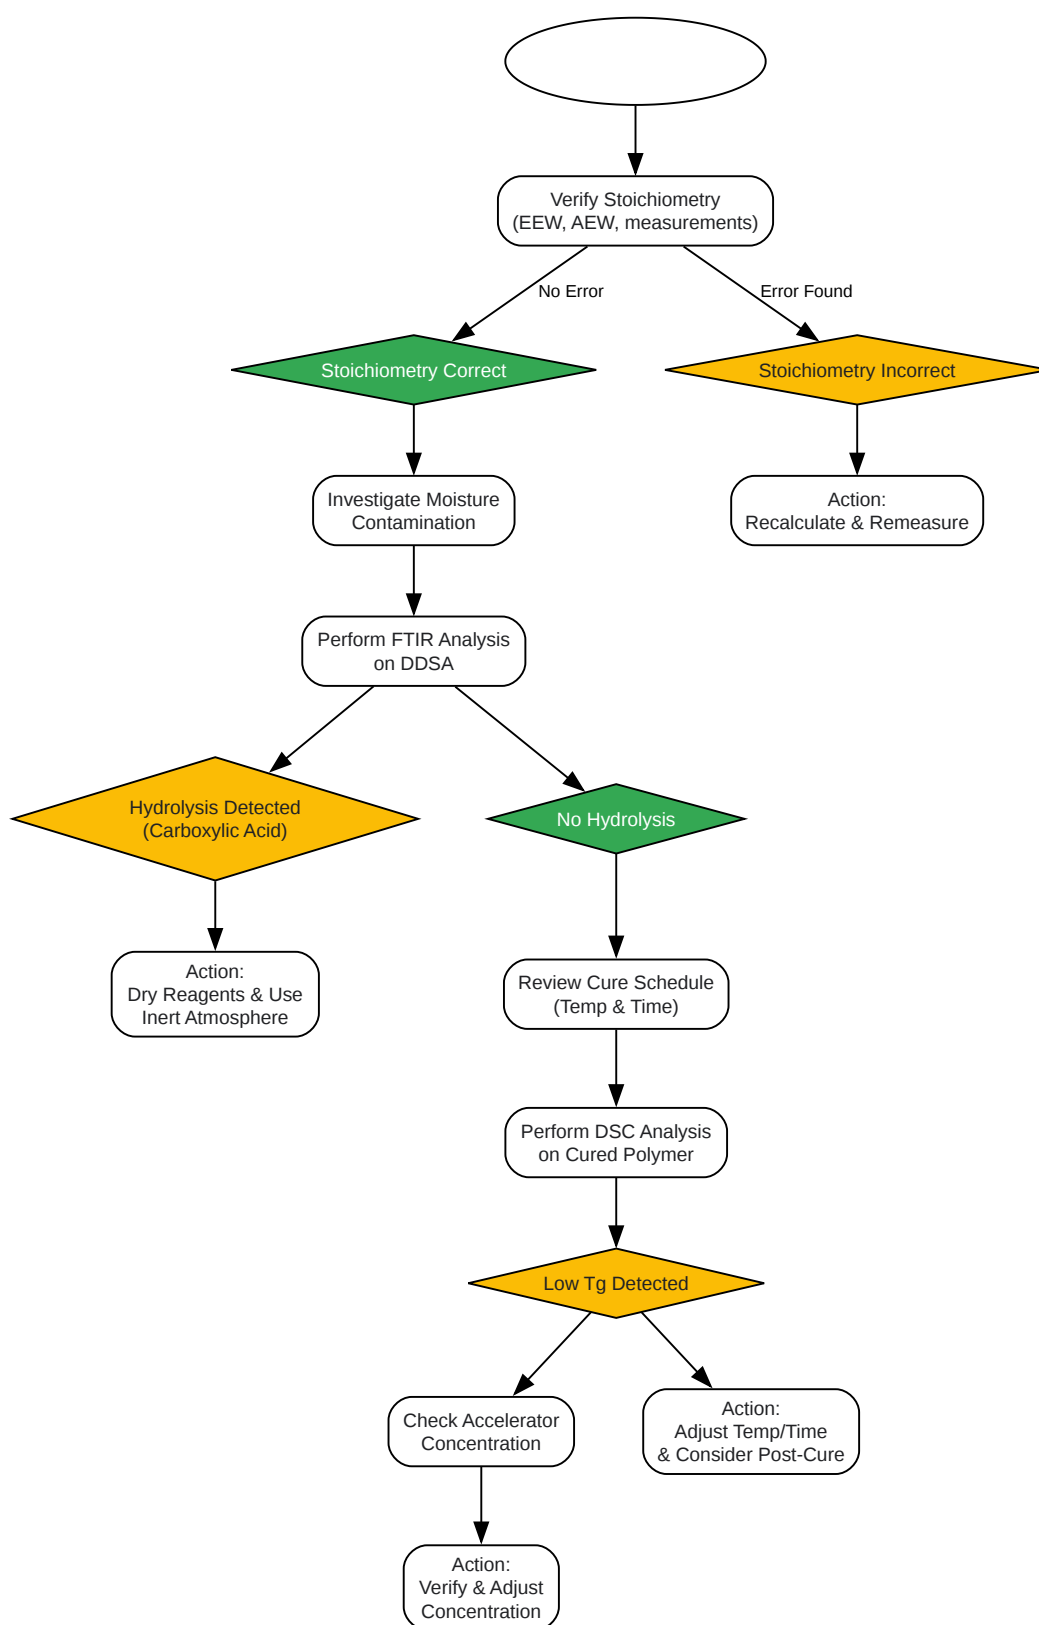 Verify Stoichiometry
(EEW, AEW, measurements)
No Error
Error Found
Stoichiometry Correct
Stoichiometry Incorrect
Investigate Moisture
Contamination
Action:
Recalculate & Remeasure
Perform FTIR Analysis
on DDSA
Hydrolysis Detected
(Carboxylic Acid)
No Hydrolysis
Action:
Dry Reagents & Use
Inert Atmosphere
Review Cure Schedule
(Temp & Time)
Perform DSC Analysis
on Cured Polymer
Low Tg Detected
Check Accelerator
Concentration
Action:
Adjust Temp/Time
& Consider Post-Cure
Action:
Verify & Adjust
Concentration